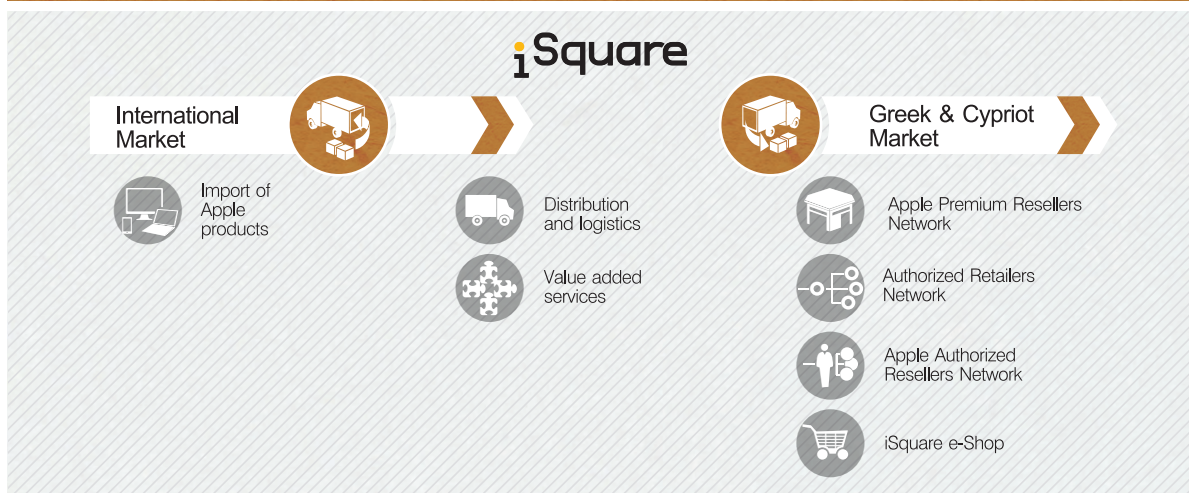 iSquare
International
Market
Greek & Cypriot
Market
Import of
Apple
products
Distribution
and logistics
Value added
services
Apple Premium Resellers
Network
Authorized Retailers
Network
Apple Authorized
Resellers Network
iSquare e-Shop